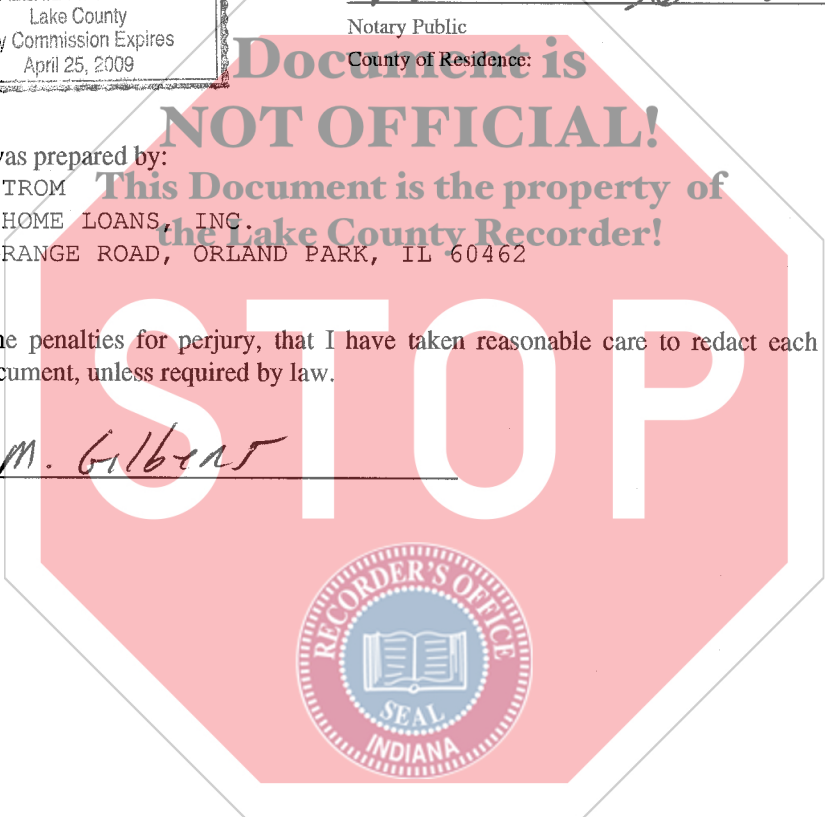 Lake County
y Commission Expires
April 25, 2009
Notary Public
County of Residence:
Document is
NOT OFFICIAL!
This Document is the property of
the Lake County Recorder!
was prepared by:
TROM
HOME LOANS, INC.
RANGE ROAD, ORLAND PARK, IL 60462
ne penalties for perjury, that I have taken reasonable care to redact each
cument, unless required by law.
M. Gilbert
STOP
RECORDER'S OFFICE
SEAL
INDIANA